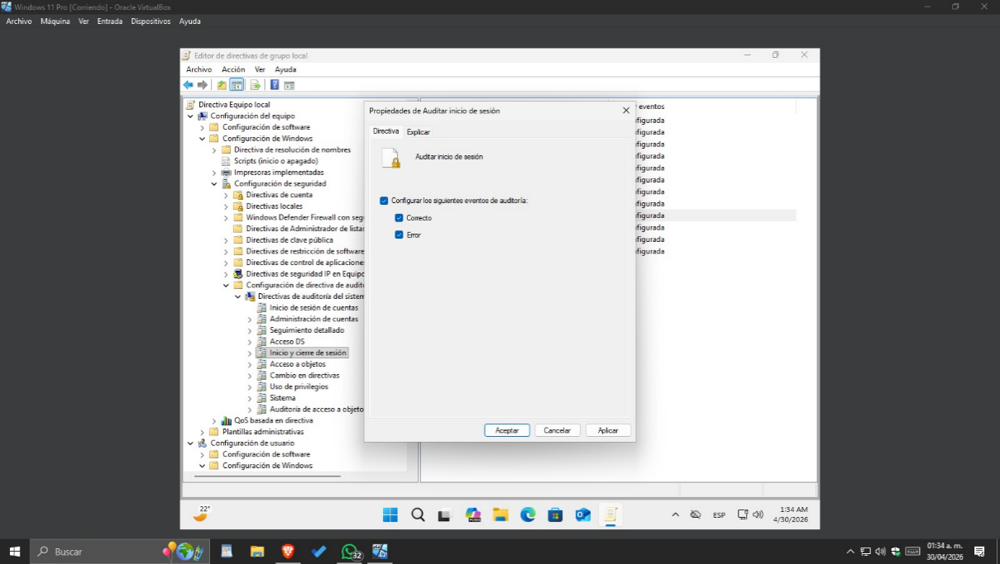 Windows 11 Pro [Corriendo] - Oracle VirtualBox
Archivo Máquina Ver Entrada Dispositivos Ayuda
Editor de directivas de grupo local
Archivo Acción Ver Ayuda
Directiva Equipo local
Configuración del equipo
Configuración de software
Configuración de Windows
Directiva de resolución de nombres
Scripts (inicio o apagado)
Impresoras implementadas
Configuración de seguridad
Directivas de cuenta
Directivas locales
Windows Defender Firewall con seg
Directivas de Administrador de listas
Directivas de clave pública
Directivas de restricción de software
Directivas de control de aplicacione
Directivas de seguridad IP en Equipo
Configuración de directiva de audito
Directivas de auditoría del sistem
Inicio de sesión de cuentas
Administración de cuentas
Seguimiento detallado
Acceso DS
Inicio y cierre de sesión
Acceso a objetos
Cambio en directivas
Uso de privilegios
Sistema
Auditoría de acceso a objeto
QoS basada en directiva
Plantillas administrativas
Configuración de usuario
Configuración de software
Configuración de Windows
Propiedades de Auditar inicio de sesión
Directiva Explicar
Auditar inicio de sesión
Configurar los siguientes eventos de auditoría:
Correcto
Error
Aceptar Cancelar Aplicar
eventos
figurada
figurada
figurada
figurada
figurada
figurada
figurada
figurada
figurada
figurada
figurada
figurada
22°
ESP
1:34 AM
4/30/2026
Buscar
32
01:34 a. m.
30/04/2026